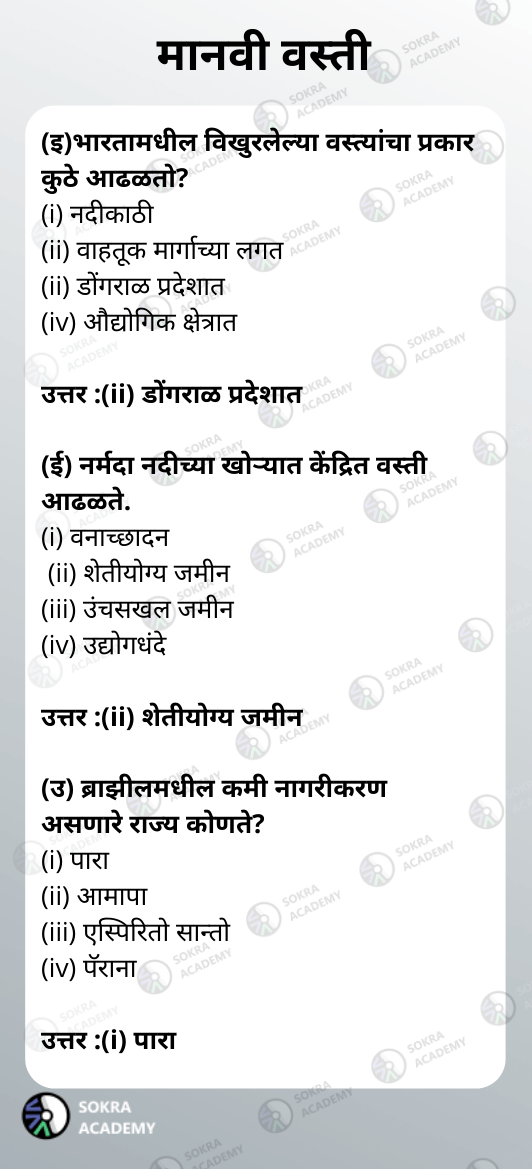 मानवी वस्ती
(इ)भारतामधील विखुरलेल्या वस्त्यांचा प्रकार
कुठे आढळतो?
(i) नदीकाठी
(ii) वाहतूक मार्गाच्या लगत
(ii) डोंगराळ प्रदेशात
(iv) औद्योगिक क्षेत्रात
उत्तर :(ii) डोंगराळ प्रदेशात
(ई) नर्मदा नदीच्या खोऱ्यात केंद्रित वस्ती
आढळते.
(i) वनाच्छादन
(ii) शेतीयोग्य जमीन
(iii) उंचसखल जमीन
(iv) उद्योगधंदे
उत्तर :(ii) शेतीयोग्य जमीन
(उ) ब्राझीलमधील कमी नागरीकरण
असणारे राज्य कोणते?
(i) पारा
(ii) आमापा
(iii) एस्पिरितो सान्तो
(iv) पॅराना
उत्तर :(i) पारा
SOKRA
ACADEMY